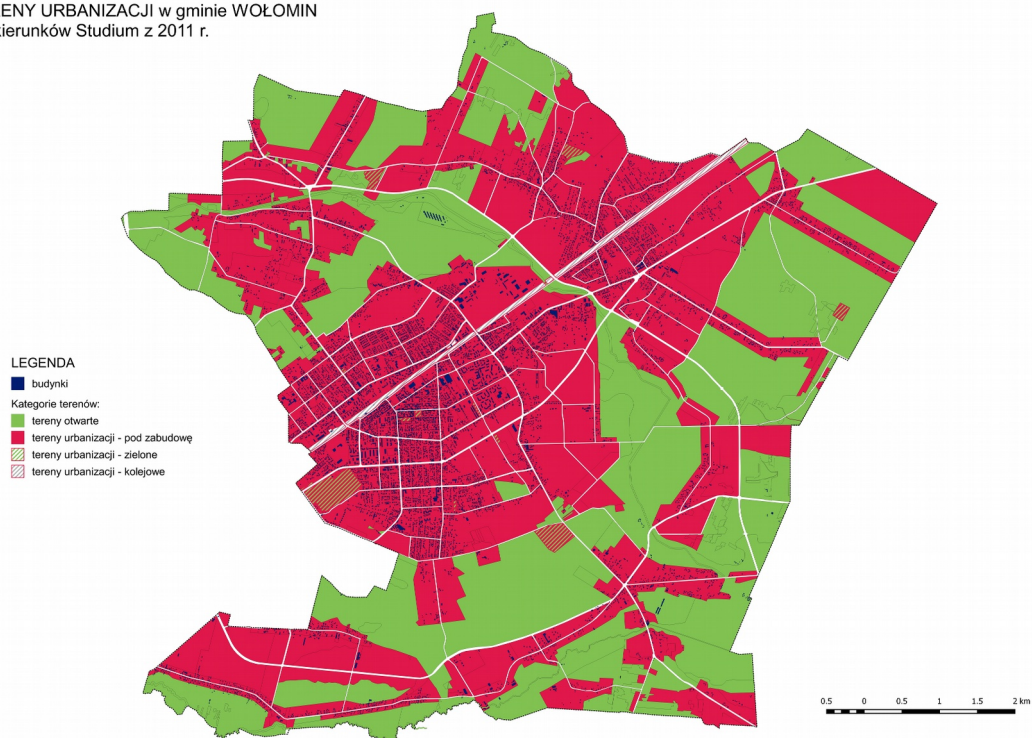 ENY URBANIZACJI w gminie WOŁOMIN
kierunków Studium z 2011 r.
LEGENDA
budynki
Kategorie terenów:
tereny otwarte
tereny urbanizacji - pod zabudowę
tereny urbanizacji - zielone
tereny urbanizacji - kolejowe
0.5 0 0.5 1 1.5 2 km